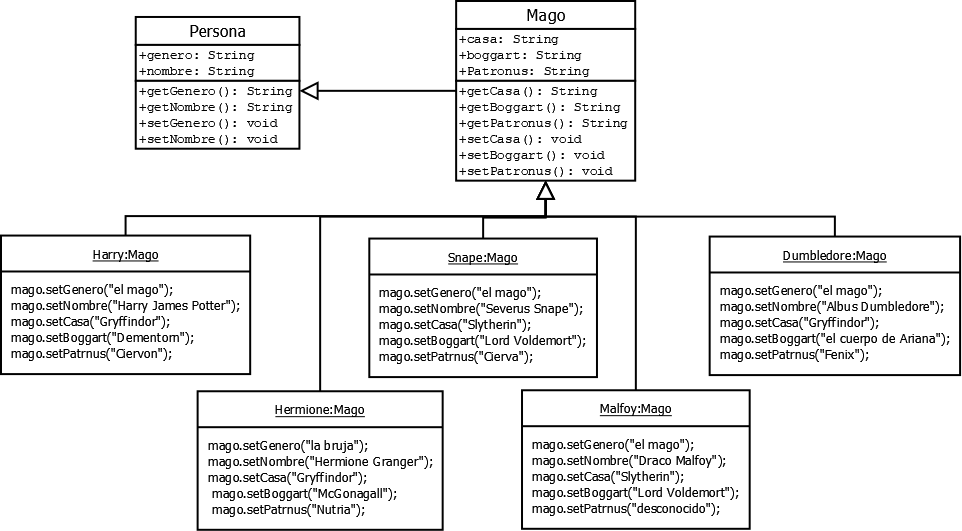 Persona
+genero: String
+nombre: String
+getGenero(): String
+getNombre(): String
+setGenero(): void
+setNombre(): void
Mago
+casa: String
+boggart: String
+Patronus: String
+getCasa(): String
+getBoggart(): String
+getPatronus(): String
+setCasa(): void
+setBoggart(): void
+setPatronus(): void
Harry:Mago
mago.setGenero("el mago");
mago.setNombre("Harry James Potter");
mago.setCasa("Gryffindor");
mago.setBoggart("Dementorn");
mago.setPatrnus("Ciervon");
Snape:Mago
mago.setGenero("el mago");
mago.setNombre("Severus Snape");
mago.setCasa("Slytherin");
mago.setBoggart("Lord Voldemort");
mago.setPatrnus("Cierva");
Dumbledore:Mago
mago.setGenero("el mago");
mago.setNombre("Albus Dumbledore");
mago.setCasa("Gryffindor");
mago.setBoggart("el cuerpo de Ariana");
mago.setPatrnus("Fenix");
Hermione:Mago
mago.setGenero("la bruja");
mago.setNombre("Hermione Granger");
mago.setCasa("Gryffindor");
mago.setBoggart("McGonagall");
mago.setPatrnus("Nutria");
Malfoy:Mago
mago.setGenero("el mago");
mago.setNombre("Draco Malfoy");
mago.setCasa("Slytherin");
mago.setBoggart("Lord Voldemort");
mago.setPatrnus("desconocido");